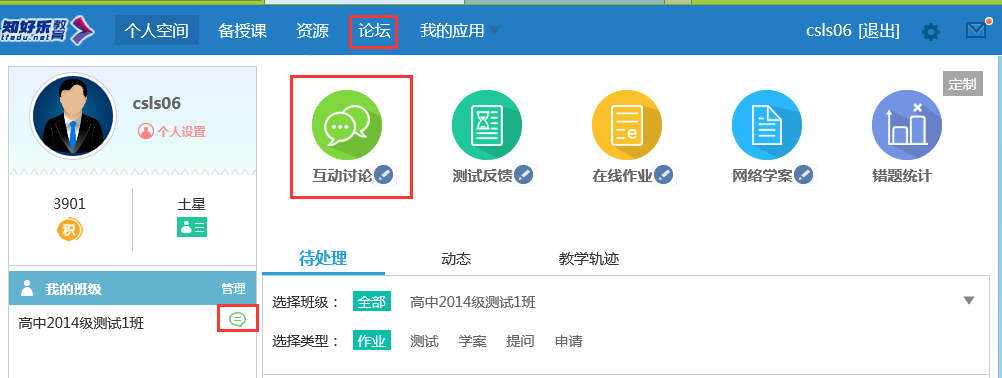 知好乐教育
tfedu.net
个人空间 备授课 资源 论坛 我的应用 csls06 [退出]
定制
csls06
个人设置
互动讨论 测试反馈 在线作业 网络学案 错题统计
3901 土星
积
待处理 动态 教学轨迹
我的班级 管理
选择班级： 全部 高中2014级测试1班
高中2014级测试1班
选择类型： 作业 测试 学案 提问 申请